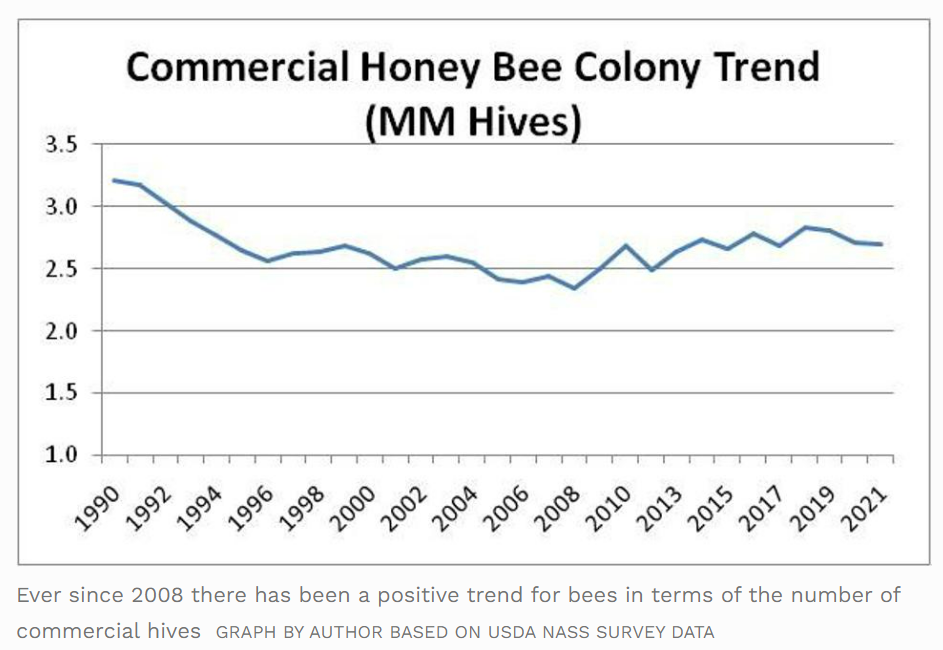 Commercial Honey Bee Colony Trend
(MM Hives)
3.5
3.0
2.5
2.0
1.5
1.0
1990 1992 1994 1996 1998 2000 2002 2004 2006 2008 2010 2013 2015 2017 2019 2021
Ever since 2008 there has been a positive trend for bees in terms of the number of
commercial hives GRAPH BY AUTHOR BASED ON USDA NASS SURVEY DATA